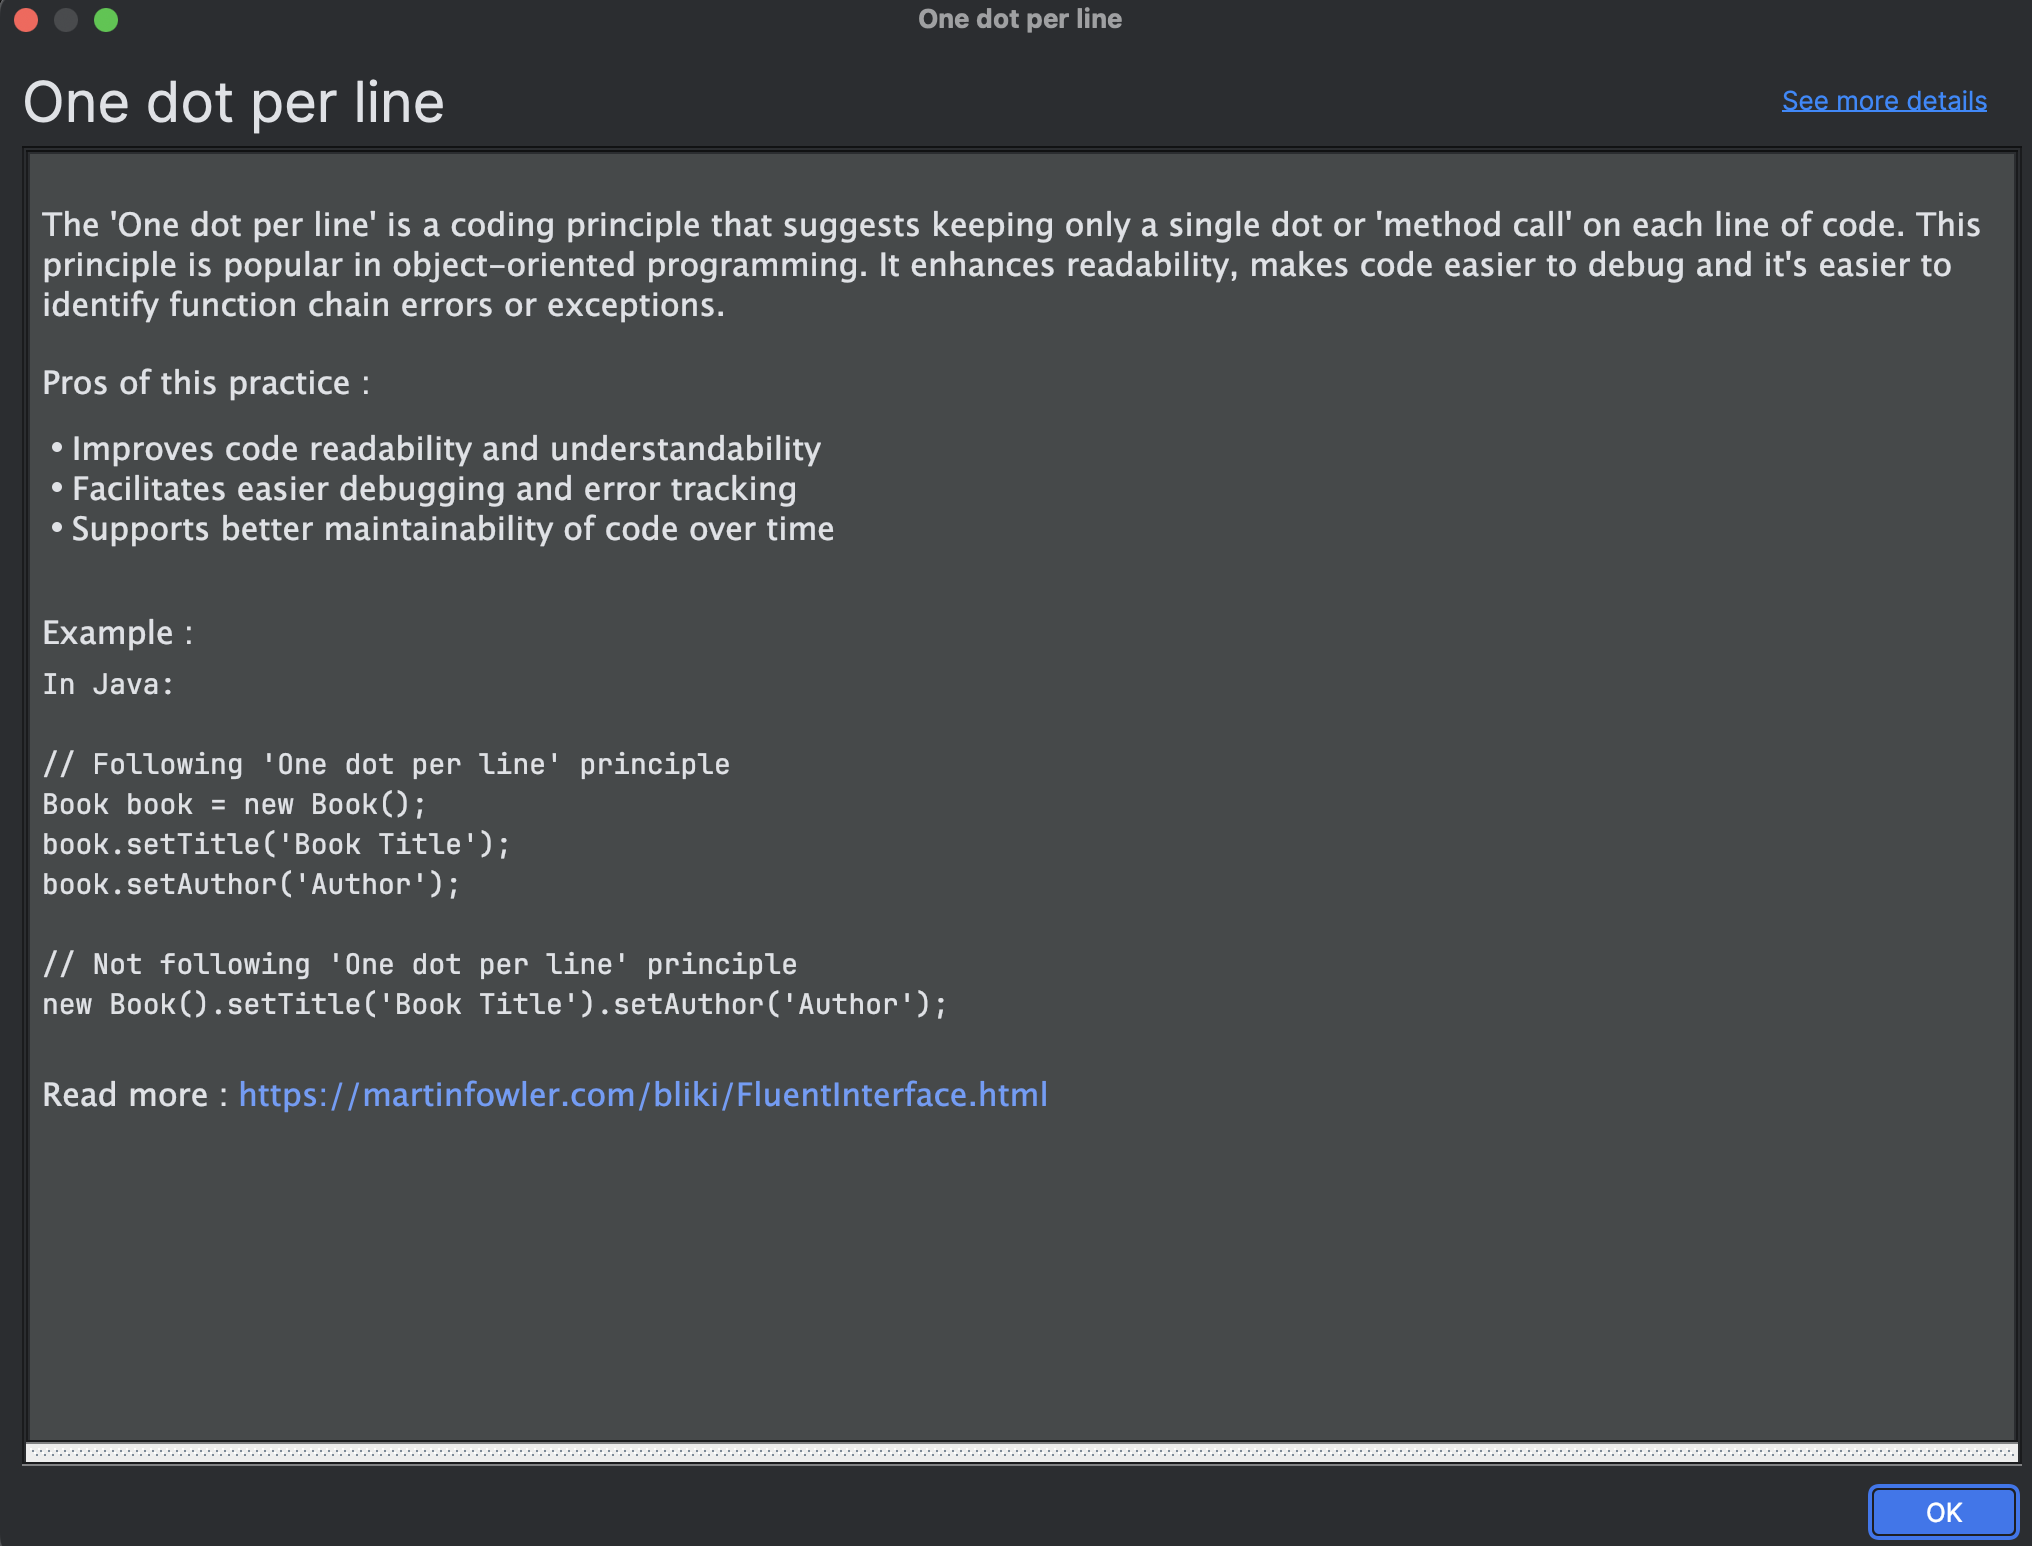 One dot per line
One dot per line
See more details
The 'One dot per line' is a coding principle that suggests keeping only a single dot or 'method call' on each line of code. This
principle is popular in object-oriented programming. It enhances readability, makes code easier to debug and it's easier to
identify function chain errors or exceptions.
Pros of this practice :
• Improves code readability and understandability
• Facilitates easier debugging and error tracking
• Supports better maintainability of code over time
Example :
In Java:
// Following 'One dot per line' principle
Book book = new Book();
book.setTitle('Book Title');
book.setAuthor('Author');
// Not following 'One dot per line' principle
new Book().setTitle('Book Title').setAuthor('Author');
Read more : https://martinfowler.com/bliki/FluentInterface.html
OK